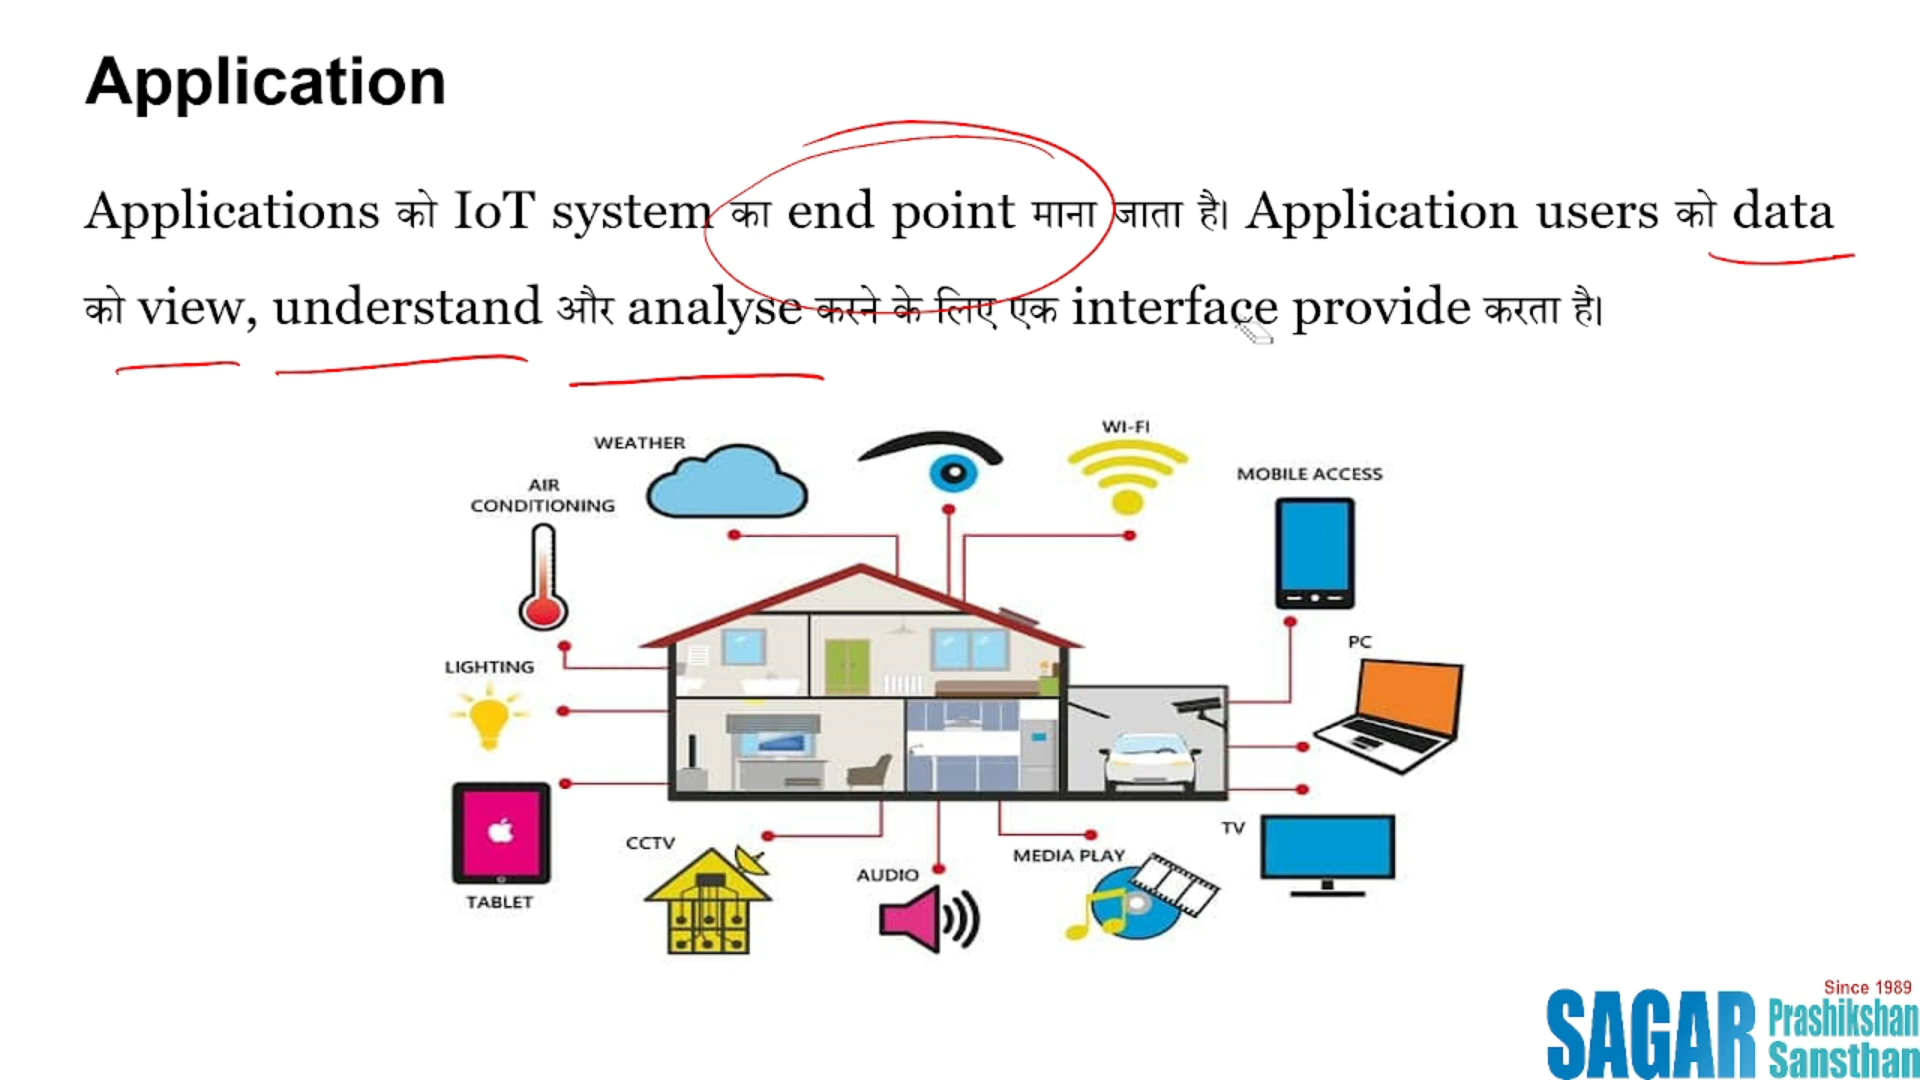 Application
Applications को IoT system का end point माना जाता है। Application users को data
को view, understand और analyse करने के लिए एक interface provide करता है।
WEATHER
WI-FI
MOBILE ACCESS
AIR
CONDITIONING
PC
LIGHTING
TV
CCTV
MEDIA PLAY
AUDIO
TABLET
Since 1989
SAGAR Prashikshan
Sansthan